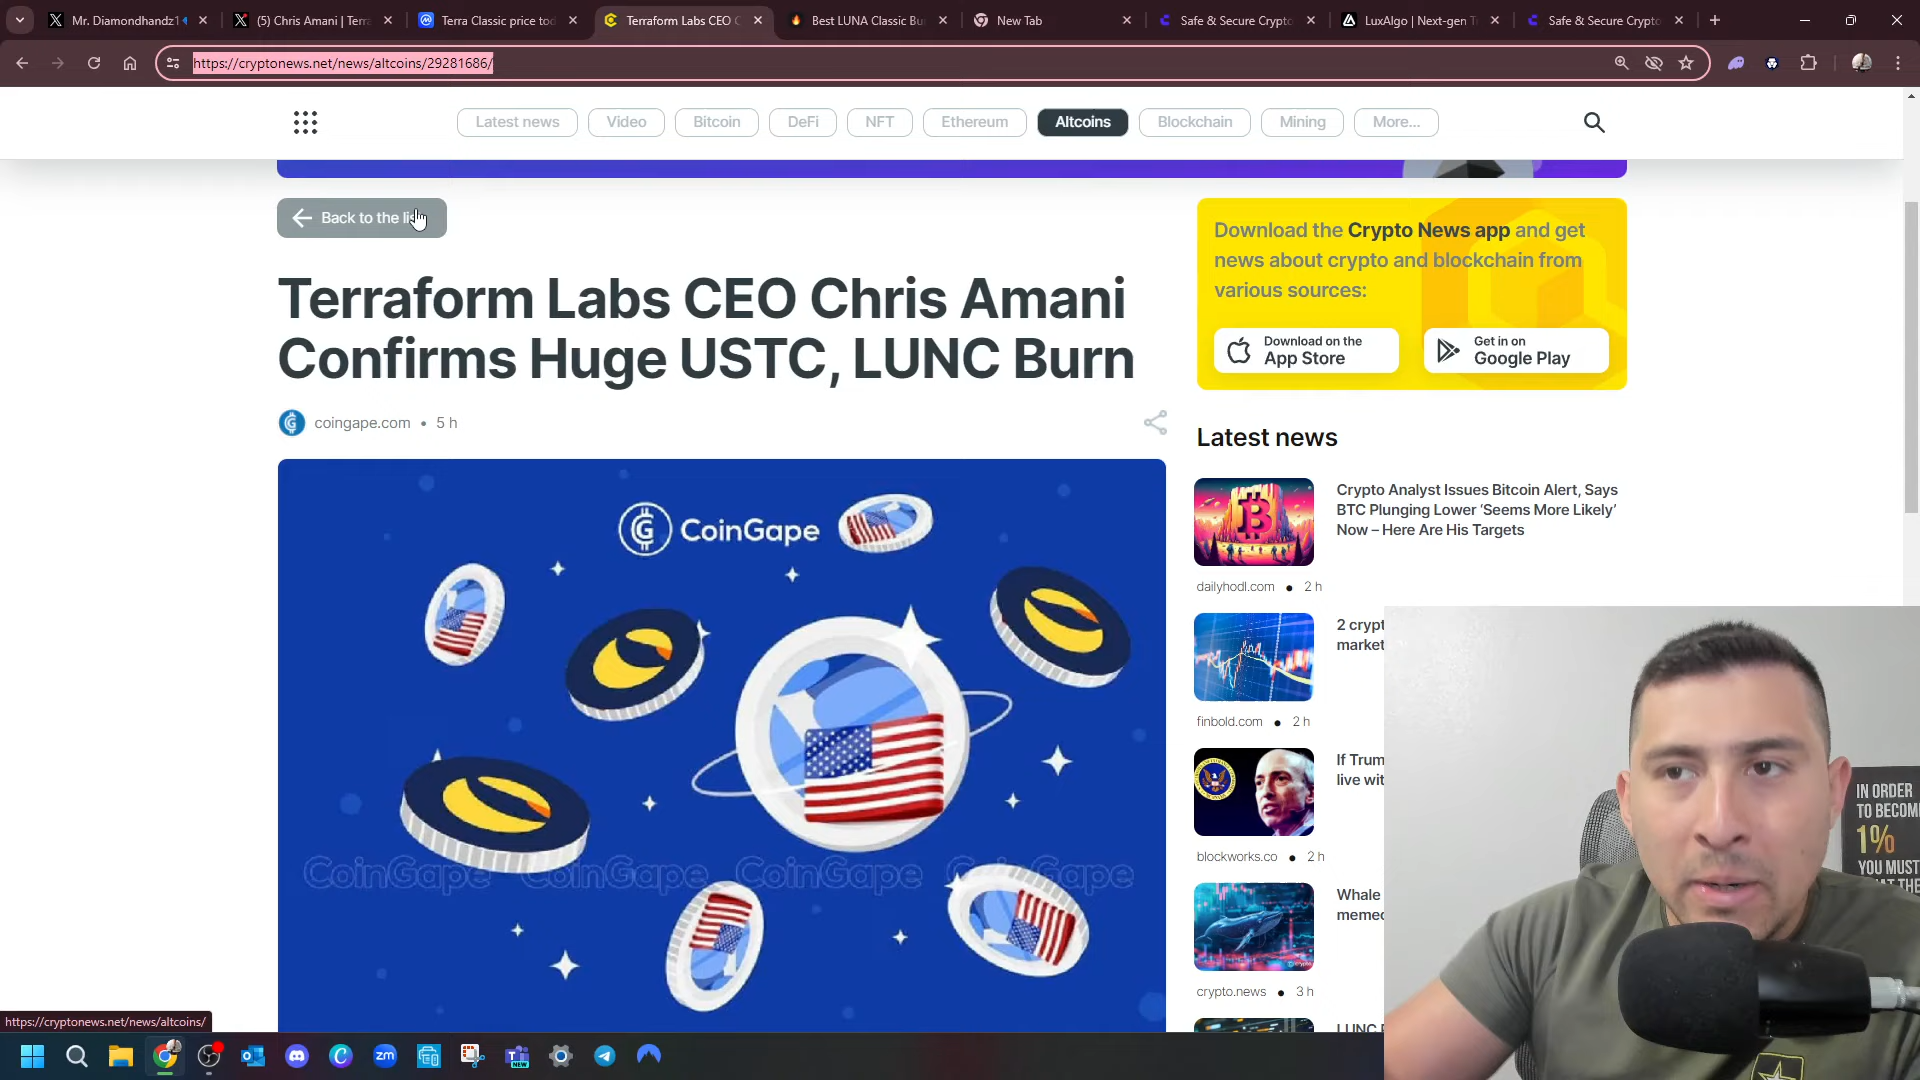 Mr. Diamondhandz1
(5) Chris Amani | Terr
Terra Classic price tod
Terraform Labs CEO C
Best LUNA Classic Bu
New Tab
Safe & Secure Crypto
LuxAlgo | Next-gen T
Safe & Secure Crypto
https://cryptonews.net/news/altcoins/29281686/
Latest news
Video
Bitcoin
DeFi
NFT
Ethereum
Altcoins
Blockchain
Mining
More...
Back to the li
Download the Crypto News app and get
news about crypto and blockchain from
various sources:
Download on the
App Store
Get in on
Google Play
Terraform Labs CEO Chris Amani
Confirms Huge USTC, LUNC Burn
coingape.com • 5 h
CoinGape
CoinGape CoinGape CoinGape CoinGape
Latest news
Crypto Analyst Issues Bitcoin Alert, Says
BTC Plunging Lower ‘Seems More Likely’
Now – Here Are His Targets
dailyhodl.com • 2 h
2 crypt
market
finbold.com • 2 h
If Trum
live wit
blockworks.co • 2 h
Whale
memec
crypto.news • 3 h
IN ORDER
TO BECOM
1%
YOU MUST
https://cryptonews.net/news/altcoins/
zm
NEW